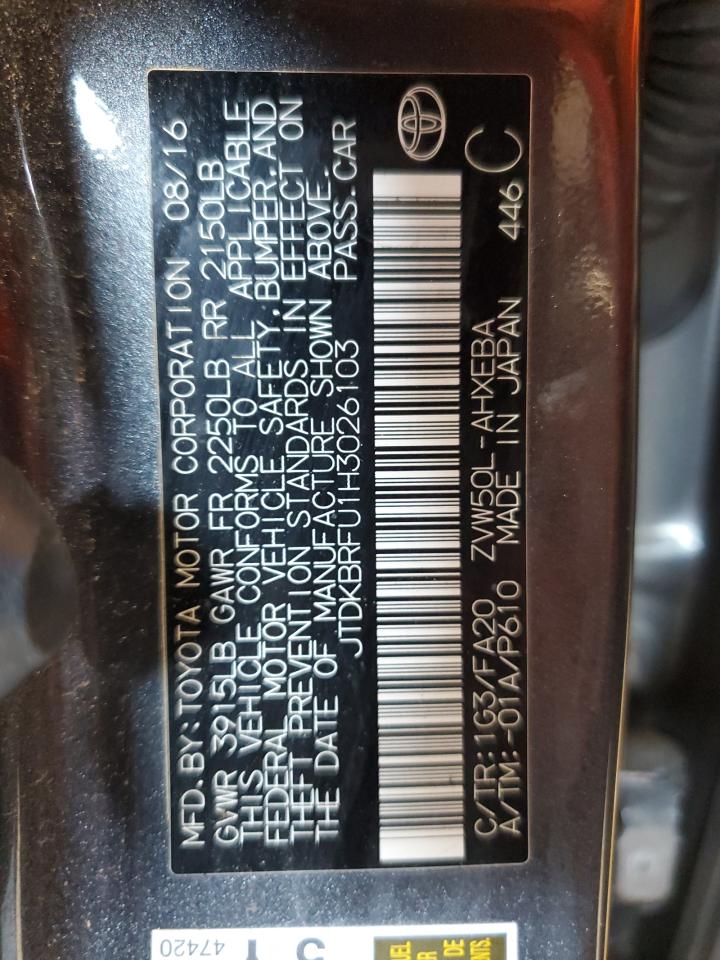 MFD.BY:TOYOTA MOTOR CORPORATION 08/16
GVWR 3915LB GAWR FR 2250LB RR 2150LB
THIS VEHICLE CONFORMS TO ALL APPLICABLE
FEDERAL MOTOR VEHICLE SAFETY,BUMPER,AND
THEFT PREVENTION STANDARDS IN EFFECT ON
THE DATE OF MANUFACTURE SHOWN ABOVE.
JTDKBRFU1H3026103 PASS.CAR
C/TR:1G3/FA20 ZVW50L-AHXEBA
A/TM:-01A/P610 MADE IN JAPAN 446 C
47420
DE